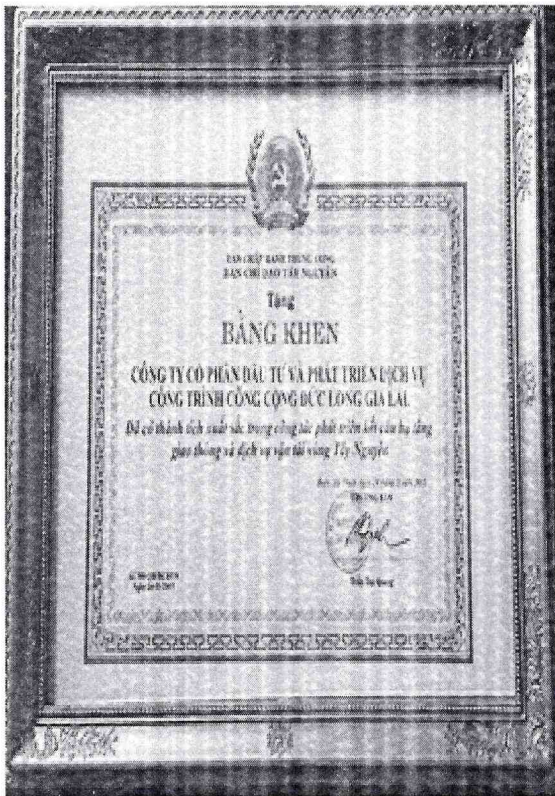 BAN CHẤP HÀNH TRUNG ƯƠNG
BAN CHỈ ĐẠO TÂY NGUYÊN
Tặng
BẰNG KHEN
CÔNG TY CỔ PHẦN ĐẦU TƯ VÀ PHÁT TRIỂN DỊCH VỤ
CÔNG TRÌNH CÔNG CỘNG ĐỨC LONG GIA LAI
Đã có thành tích xuất sắc trong công tác phát triển kết cấu hạ tầng
giao thông và dịch vụ vận tải vùng Tây Nguyên